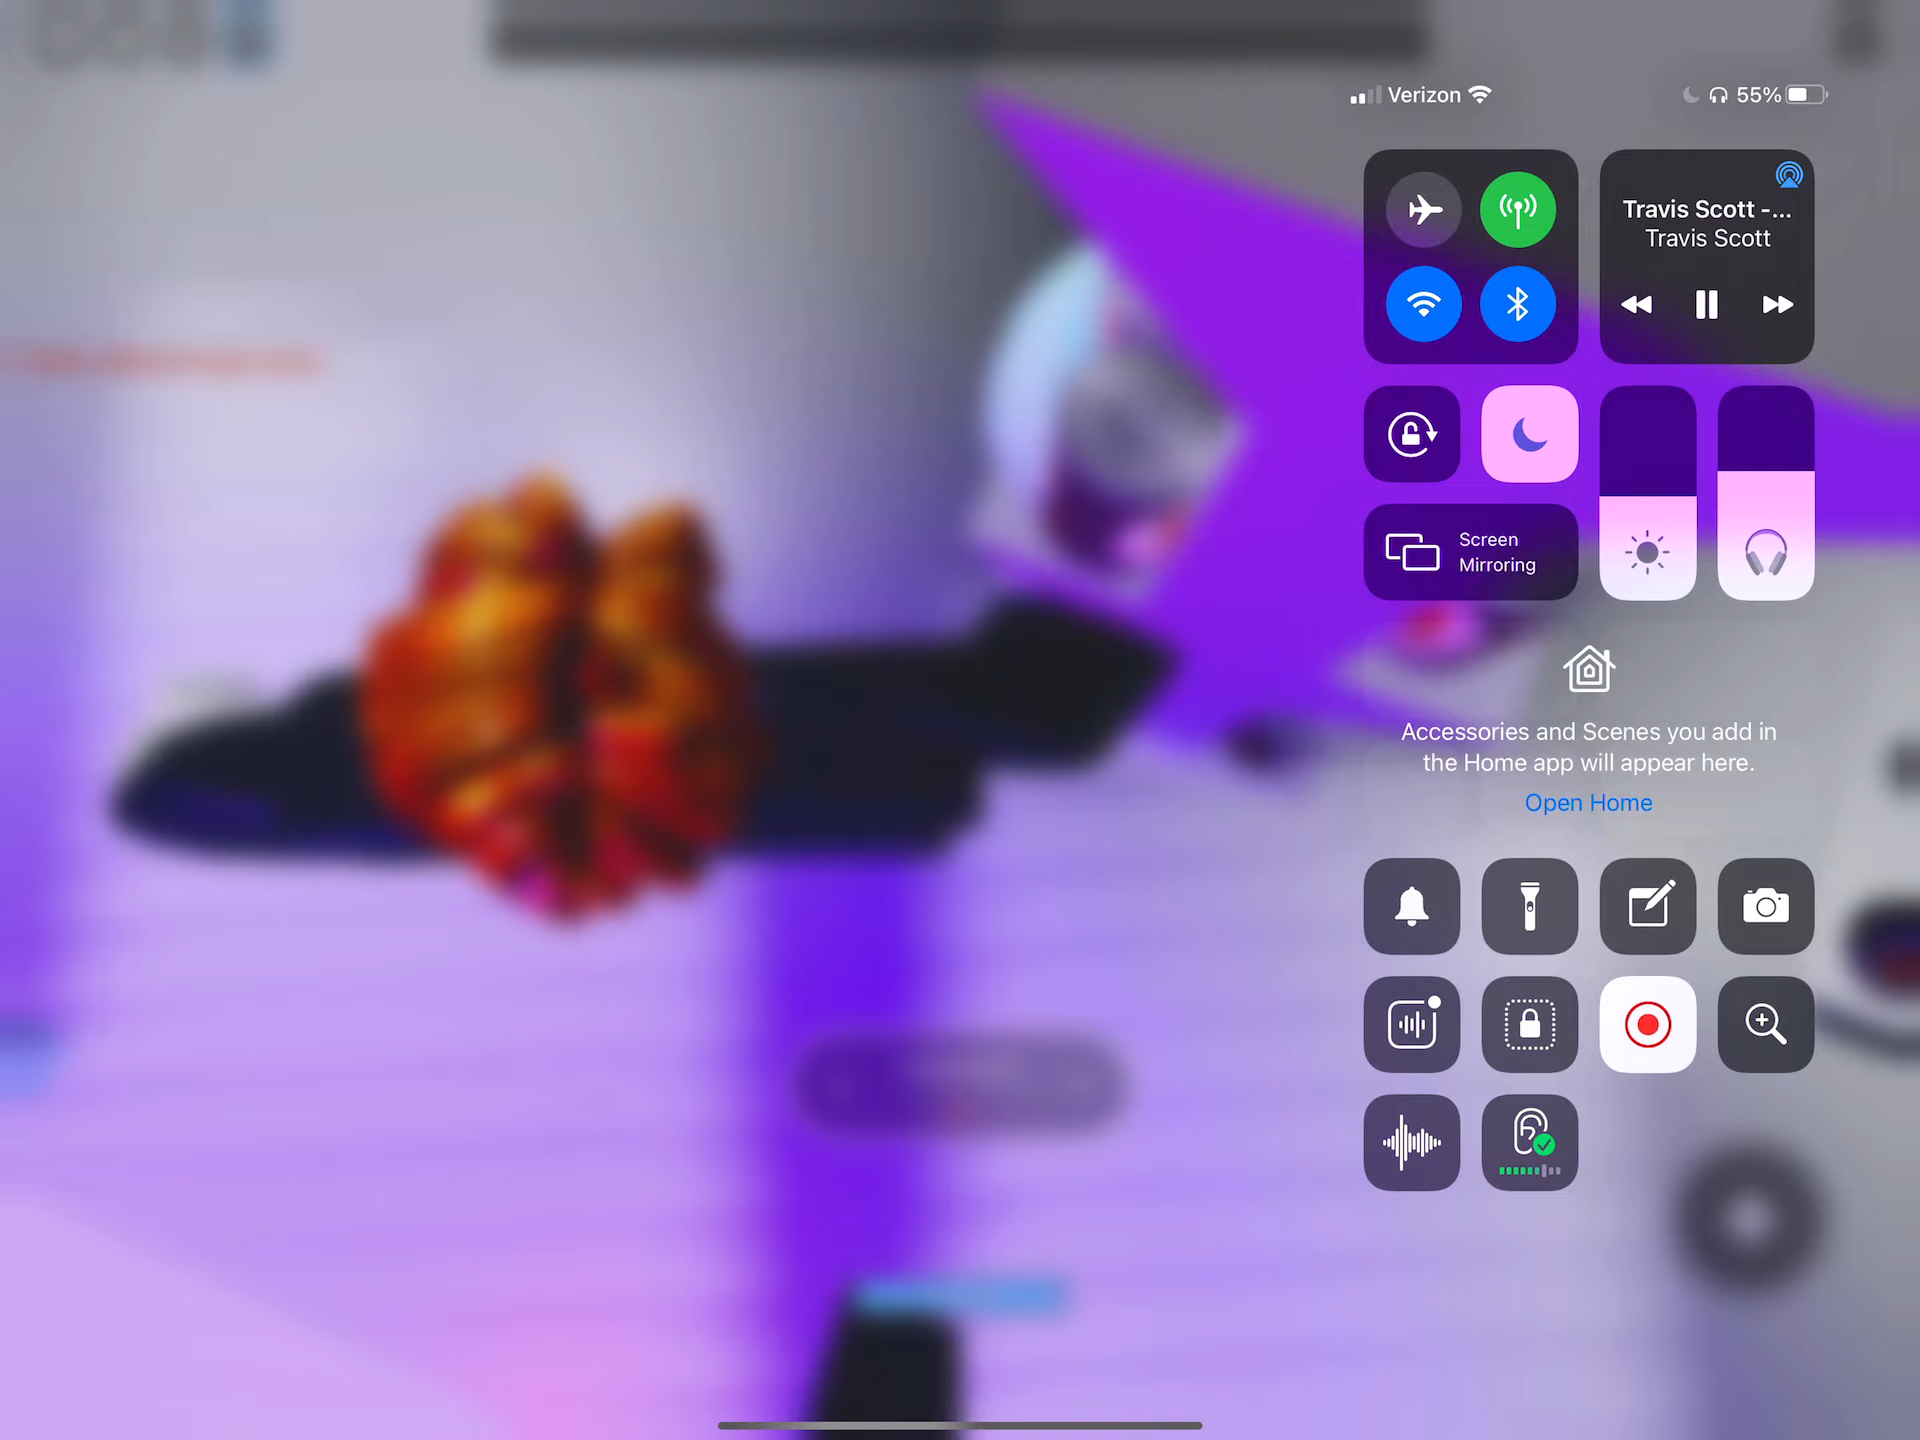 Verizon
55%
Travis Scott -...
Travis Scott
Screen
Mirroring
Accessories and Scenes you add in
the Home app will appear here.
Open Home